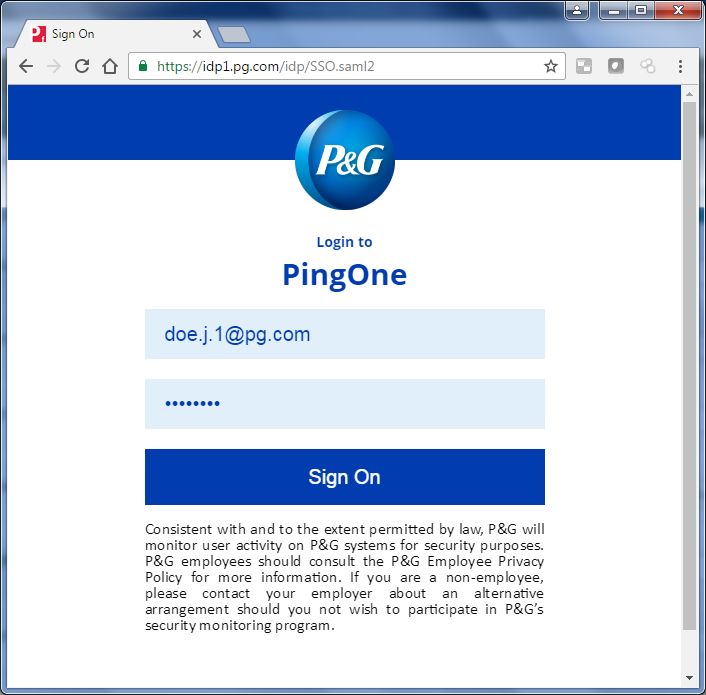 Sign On
https://idp1.pg.com/idp/SSO.saml2
P&G
Login to
PingOne
doe.j.1@pg.com
••••••••
Sign On
Consistent with and to the extent permitted by law, P&G will
monitor user activity on P&G systems for security purposes.
P&G employees should consult the P&G Employee Privacy
Policy for more information. If you are a non-employee,
please contact your employer about an alternative
arrangement should you not wish to participate in P&G’s
security monitoring program.